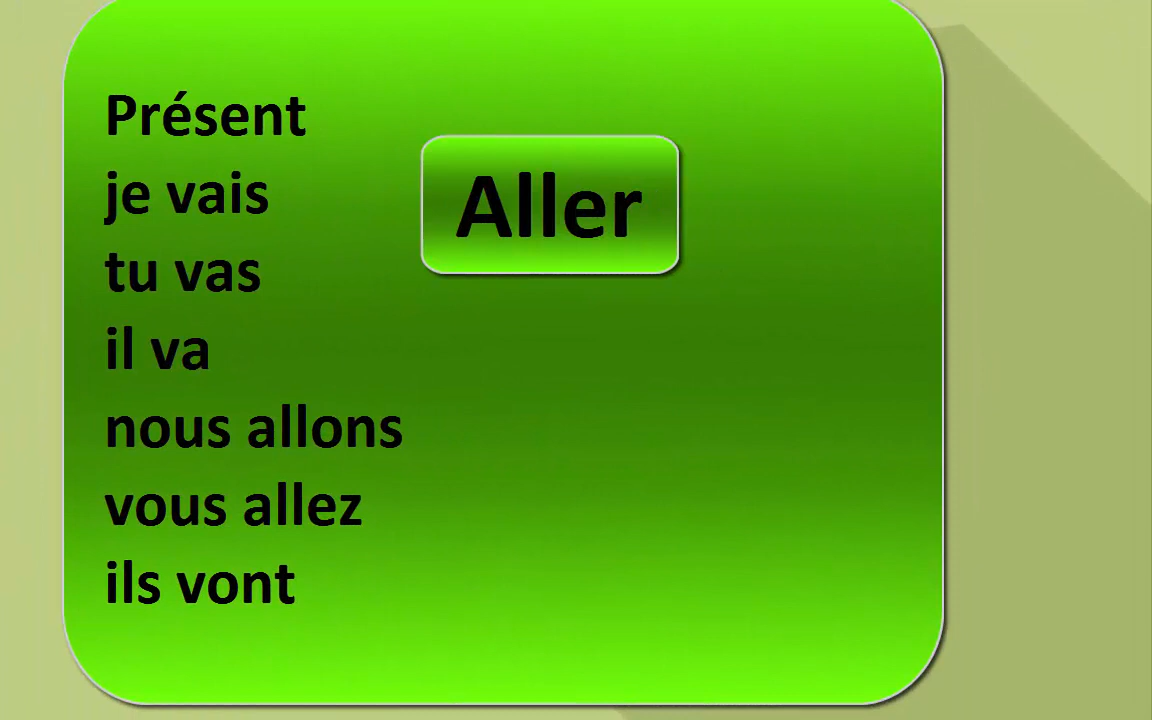 Présent
je vais
Aller
tu vas
il va
nous allons
vous allez
ils vont